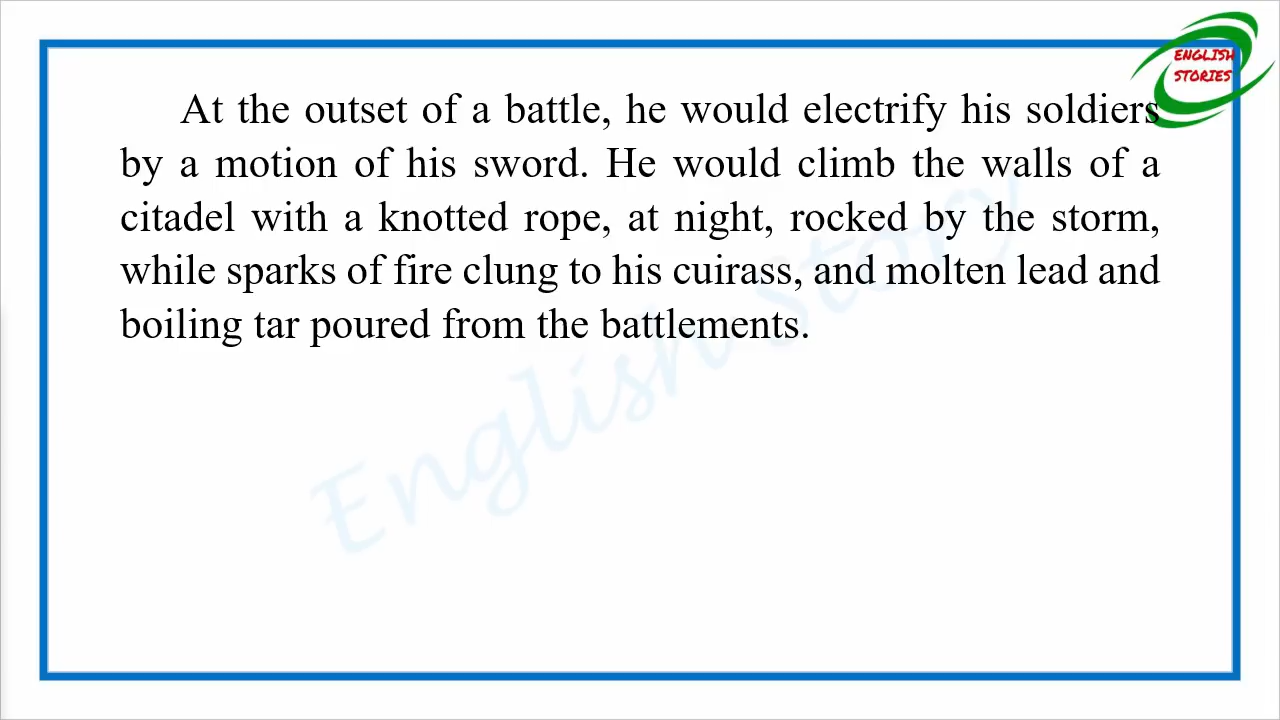 ENGLISH
STORIES
At the outset of a battle, he would electrify his soldiers
by a motion of his sword. He would climb the walls of a
citadel with a knotted rope, at night, rocked by the storm,
while sparks of fire clung to his cuirass, and molten lead and
boiling tar poured from the battlements.
English Story